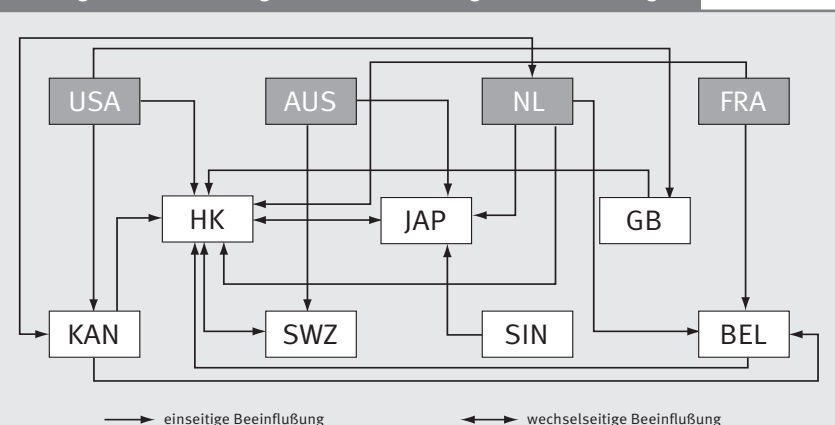 USA AUS NL FRA
HK JAP GB
KAN SWZ SIN BEL
einseitige Beeinflußung wechselseitige Beeinflußung